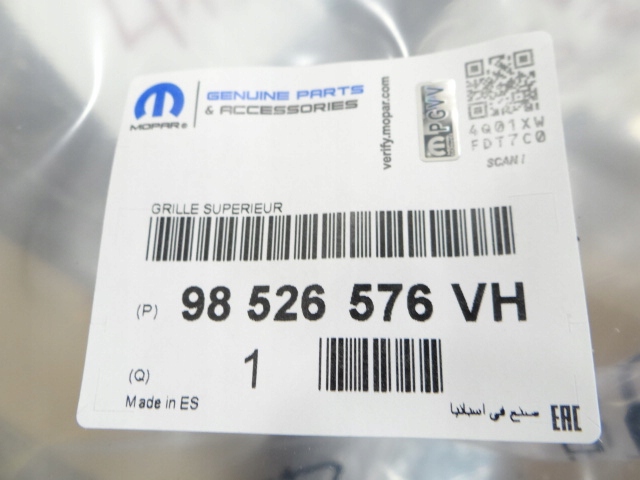 MOPAR®
GENUINE PARTS
& ACCESSORIES
verify.mopar.com
m PGVV
4Q01XW
FDT7C0
SCAN!
GRILLE SUPERIEUR
(P) 98 526 576 VH
(Q) 1
Made in ES
صنع في اسبانيا
EAC